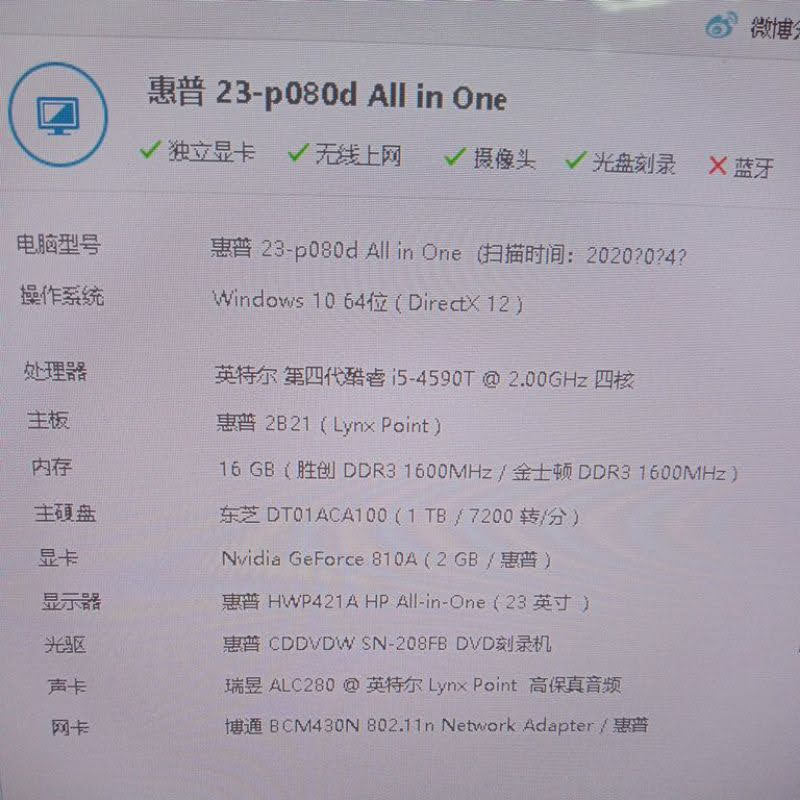 微博
惠普 23-p080d All in One
独立显卡 无线上网 摄像头 光盘刻录 蓝牙
电脑型号 惠普 23-p080d All in One (扫描时间：2020?0?4?
操作系统 Windows 10 64位 ( DirectX 12 )
处理器 英特尔 第四代酷睿 i5-4590T @ 2.00GHz 四核
主板 惠普 2B21 ( Lynx Point )
内存 16 GB ( 胜创 DDR3 1600MHz / 金士顿 DDR3 1600MHz )
主硬盘 东芝 DT01ACA100 ( 1 TB / 7200 转/分 )
显卡 Nvidia GeForce 810A ( 2 GB / 惠普 )
显示器 惠普 HWP421A HP All-in-One ( 23 英寸 )
光驱 惠普 CDDVDW SN-208FB DVD刻录机
声卡 瑞昱 ALC280 @ 英特尔 Lynx Point 高保真音频
网卡 博通 BCM430N 802.11n Network Adapter / 惠普